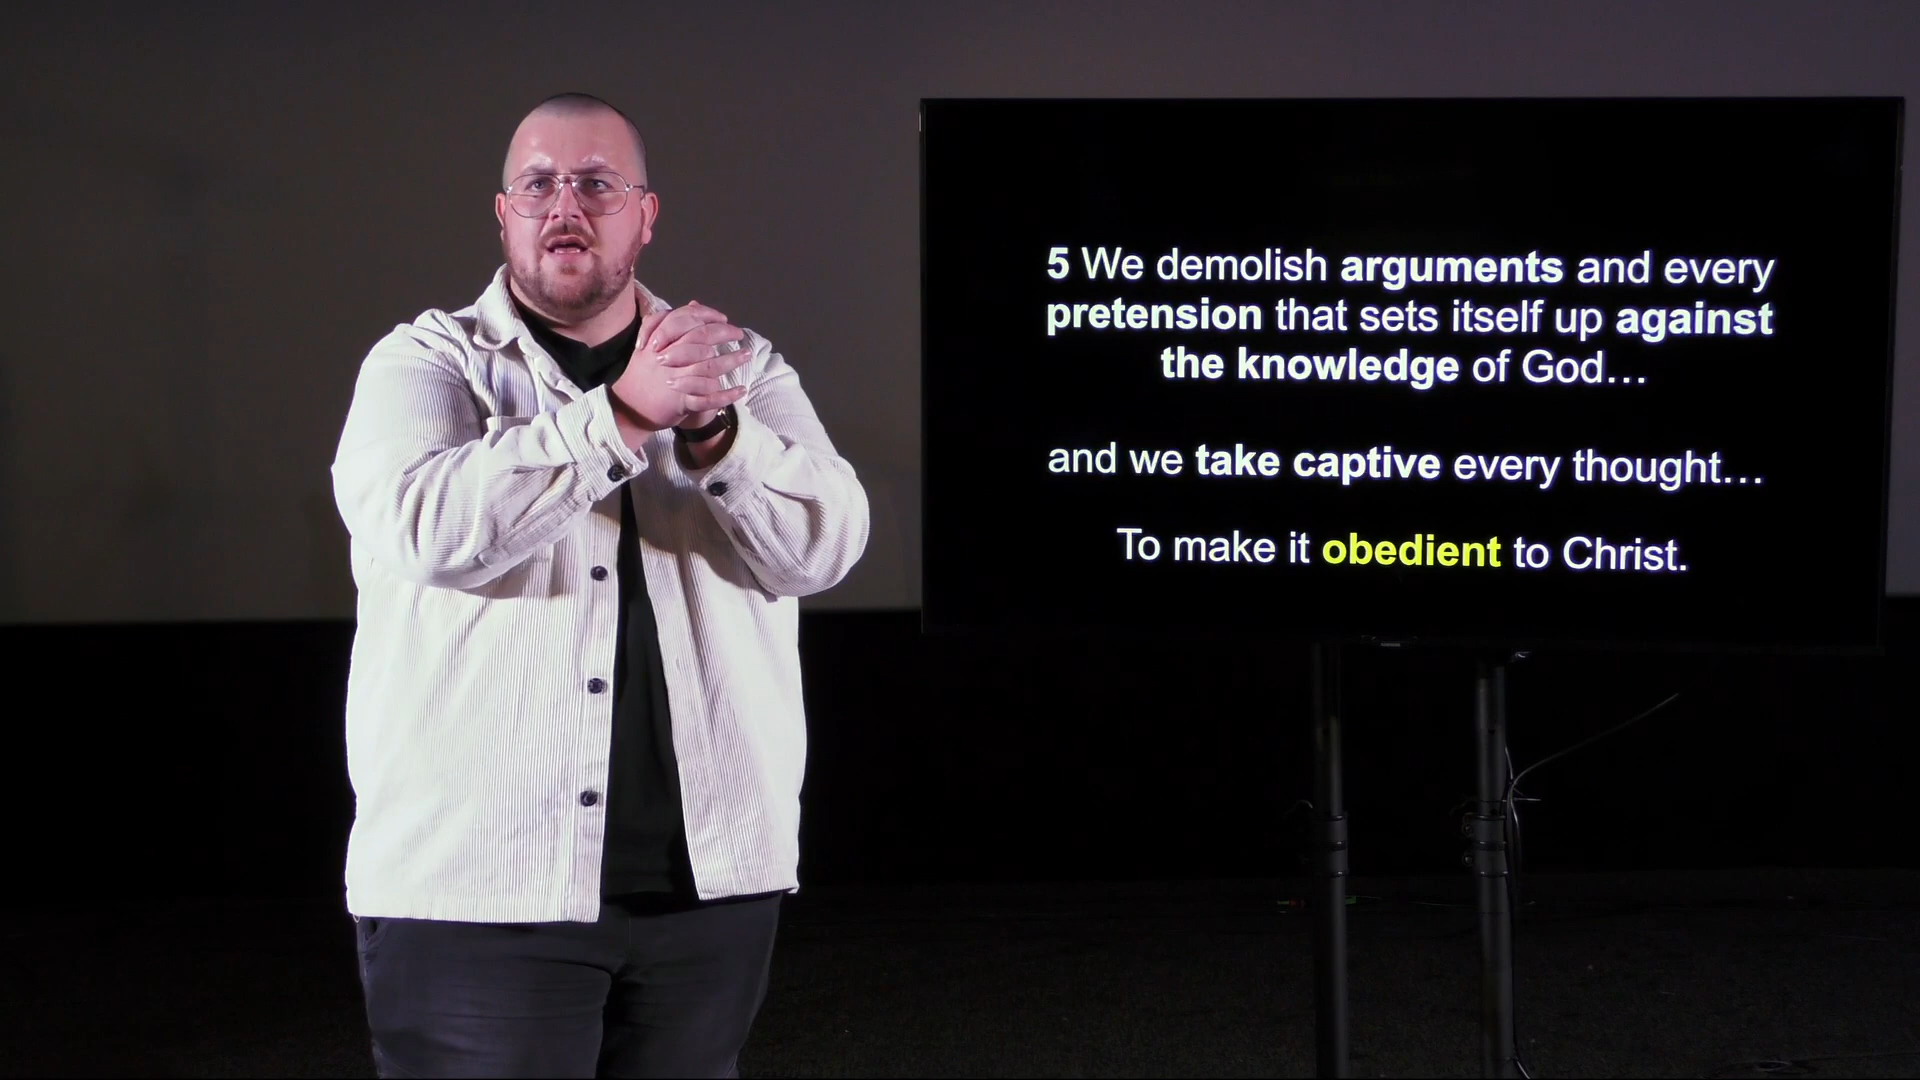 5 We demolish arguments and every
pretension that sets itself up against
the knowledge of God…
and we take captive every thought…
To make it obedient to Christ.